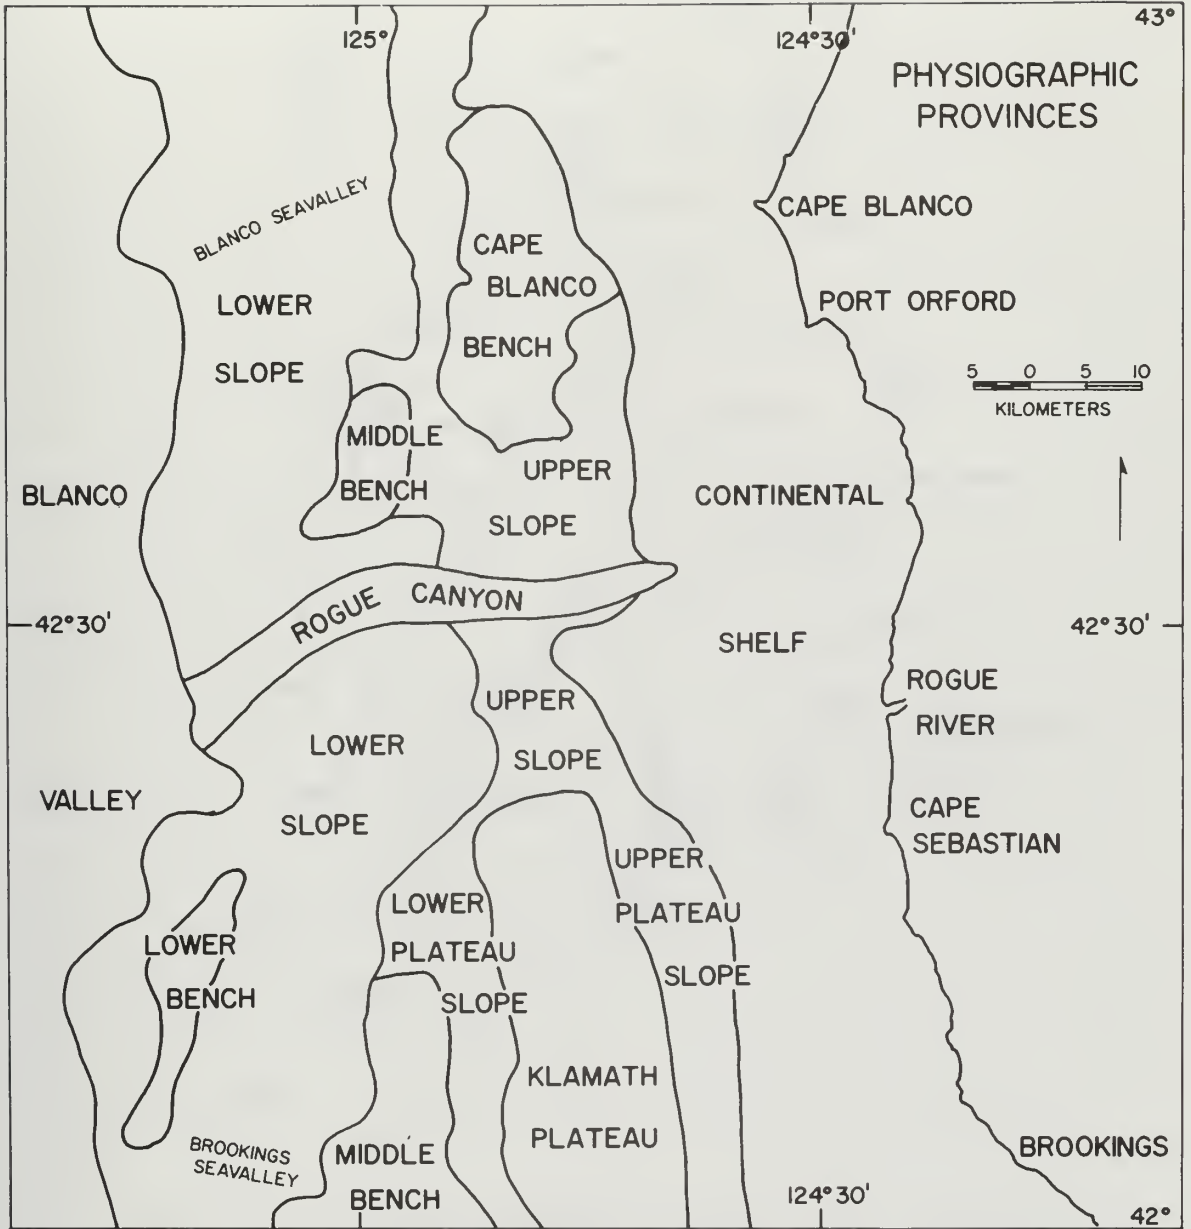 125°
124°30'
43°
PHYSIOGRAPHIC
PROVINCES
BLANCO SEAVALLEY
CAPE BLANCO
CAPE
BLANCO
BENCH
LOWER
SLOPE
PORT ORFORD
5 0 5 10
KILOMETERS
MIDDLE
BENCH
UPPER
SLOPE
BLANCO
VALLEY
CONTINENTAL
SHELF
ROGUE CANYON
42°30'
42°30'
ROGUE
RIVER
UPPER
SLOPE
LOWER
SLOPE
CAPE
SEBASTIAN
UPPER
PLATEAU
SLOPE
LOWER
PLATEAU
SLOPE
LOWER
BENCH
KLAMATH
PLATEAU
BROOKINGS
SEAVALLEY
MIDDLE
BENCH
BROOKINGS
124°30'
42°